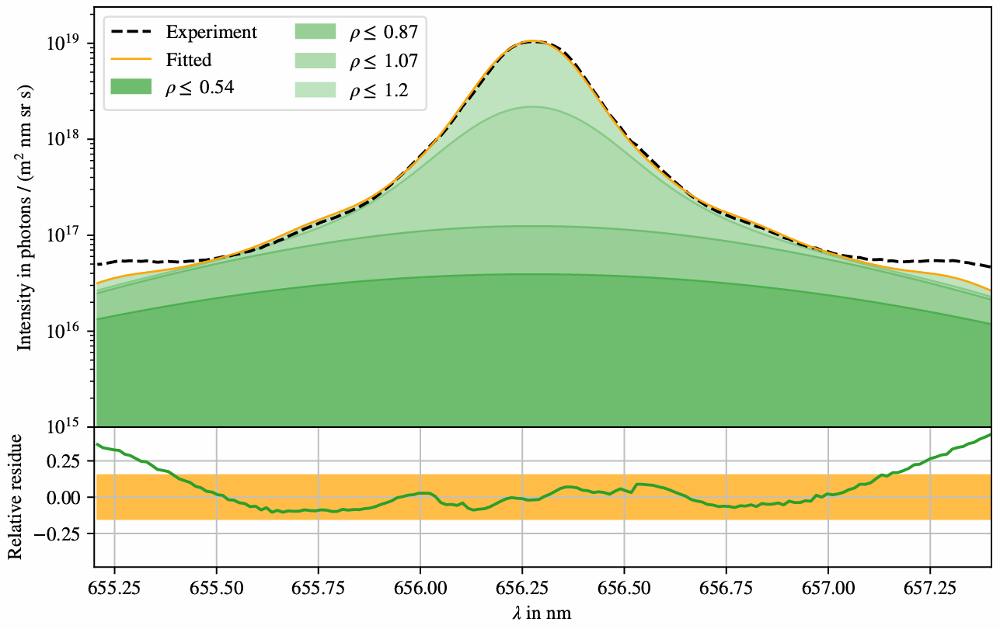 Experiment
Fitted
ρ ≤ 0.54
ρ ≤ 0.87
ρ ≤ 1.07
ρ ≤ 1.2
Intensity in photons / (m² nm sr s)
10¹⁹
10¹⁸
10¹⁷
10¹⁶
10¹⁵
Relative residue
0.25
0.00
−0.25
655.25 655.50 655.75 656.00 656.25 656.50 656.75 657.00 657.25
λ in nm